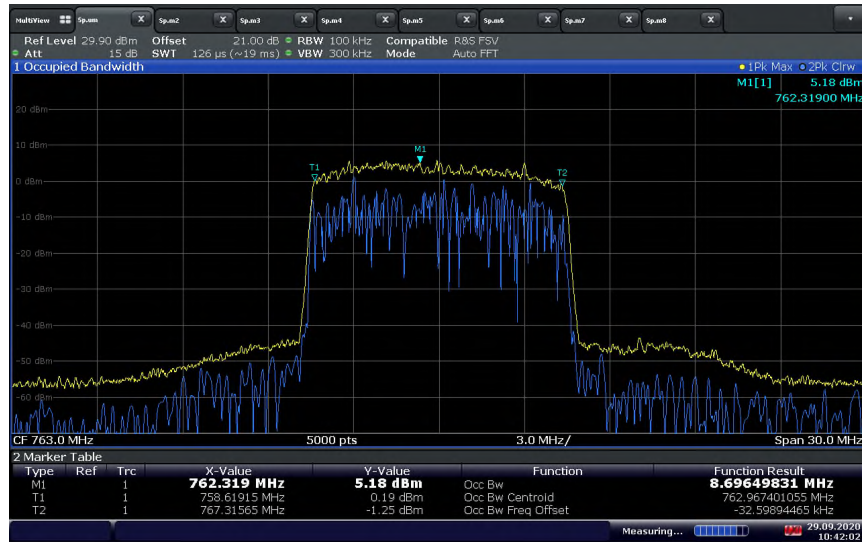 MultiView Sp.um X Sp.m2 X Sp.m3 X Sp.m4 X Sp.m5 X Sp.m6 X Sp.m7 X Sp.m8 X
Ref Level 29.90 dBm Offset 21.00 dB RBW 100 kHz Compatible R&S FSV
Att 15 dB SWT 126 µs (~19 ms) VBW 300 kHz Mode Auto FFT
1 Occupied Bandwidth 1Pk Max 2Pk Clrw
M1[1] 5.18 dBm
762.31900 MHz
20 dBm
10 dBm
M1
T1
T2
0 dBm
-10 dBm
-20 dBm
-30 dBm
-40 dBm
-50 dBm
-60 dBm
CF 763.0 MHz 5000 pts 3.0 MHz/ Span 30.0 MHz
2 Marker Table
Type Ref Trc X-Value Y-Value Function Function Result
M1 1 762.319 MHz 5.18 dBm Occ Bw 8.69649831 MHz
T1 1 758.61915 MHz 0.19 dBm Occ Bw Centroid 762.967401055 MHz
T2 1 767.31565 MHz -1.25 dBm Occ Bw Freq Offset -32.59894465 kHz
Measuring... 29.09.2020
10:42:02